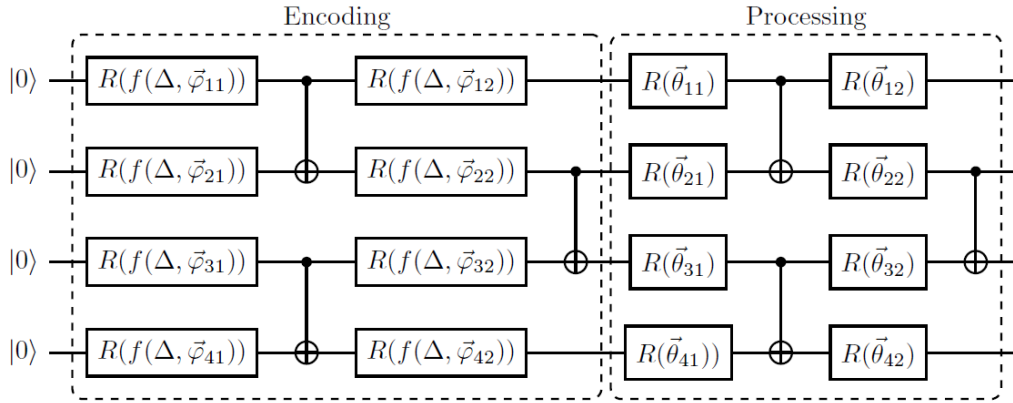 Encoding Processing
|0⟩ R(f(Δ, φ⃗₁₁)) R(f(Δ, φ⃗₁₂)) R(θ⃗₁₁) R(θ⃗₁₂)
|0⟩ R(f(Δ, φ⃗₂₁)) R(f(Δ, φ⃗₂₂)) R(θ⃗₂₁) R(θ⃗₂₂)
|0⟩ R(f(Δ, φ⃗₃₁)) R(f(Δ, φ⃗₃₂)) R(θ⃗₃₁) R(θ⃗₃₂)
|0⟩ R(f(Δ, φ⃗₄₁)) R(f(Δ, φ⃗₄₂)) R(θ⃗₄₁)) R(θ⃗₄₂)